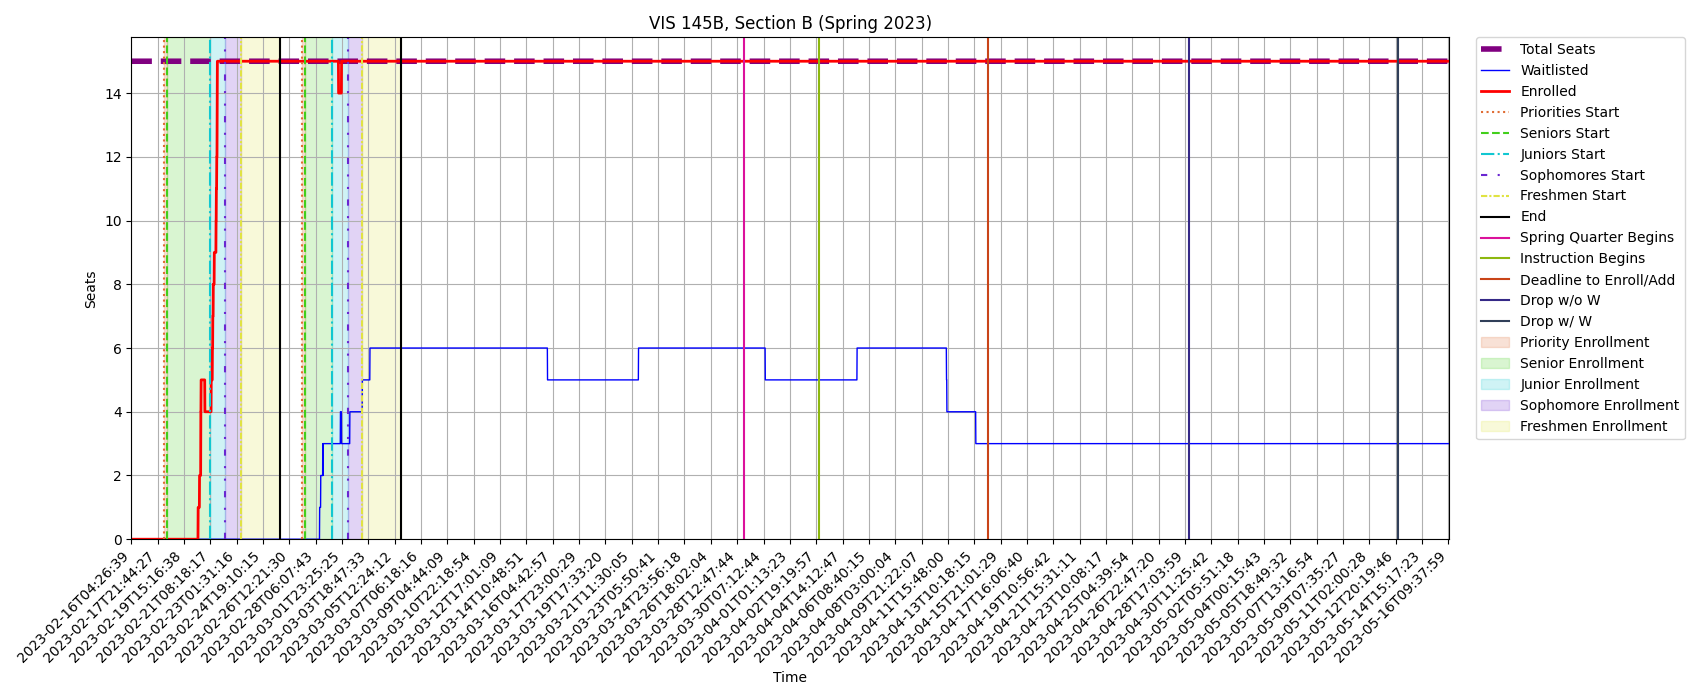 VIS 145B, Section B (Spring 2023)
Seats
14
12
10
8
6
4
2
0
2023-02-16T04:26:39
2023-02-17T21:44:27
2023-02-19T15:16:38
2023-02-21T08:18:17
2023-02-23T01:31:16
2023-02-24T19:10:15
2023-02-26T12:21:30
2023-02-28T06:07:43
2023-03-01T23:25:25
2023-03-03T18:47:33
2023-03-05T12:24:12
2023-03-07T06:18:16
2023-03-09T04:44:09
2023-03-10T22:18:54
2023-03-12T17:01:09
2023-03-14T10:48:51
2023-03-16T04:42:57
2023-03-17T23:00:29
2023-03-19T17:33:20
2023-03-21T11:30:05
2023-03-23T05:50:41
2023-03-24T23:56:18
2023-03-26T18:02:04
2023-03-28T12:47:44
2023-03-30T07:12:44
2023-04-01T01:13:23
2023-04-02T19:19:57
2023-04-04T14:12:47
2023-04-06T08:40:15
2023-04-08T03:00:04
2023-04-09T21:22:07
2023-04-11T15:48:00
2023-04-13T10:18:15
2023-04-15T21:01:29
2023-04-17T16:06:40
2023-04-19T10:56:42
2023-04-21T15:31:11
2023-04-23T10:08:17
2023-04-25T04:39:54
2023-04-26T22:47:20
2023-04-28T17:03:59
2023-04-30T11:25:42
2023-05-02T05:51:18
2023-05-04T00:15:43
2023-05-05T18:49:32
2023-05-07T13:16:54
2023-05-09T07:35:27
2023-05-11T02:00:28
2023-05-12T20:19:46
2023-05-14T15:17:23
2023-05-16T09:37:59
Time
Total Seats
Waitlisted
Enrolled
Priorities Start
Seniors Start
Juniors Start
Sophomores Start
Freshmen Start
End
Spring Quarter Begins
Instruction Begins
Deadline to Enroll/Add
Drop w/o W
Drop w/ W
Priority Enrollment
Senior Enrollment
Junior Enrollment
Sophomore Enrollment
Freshmen Enrollment